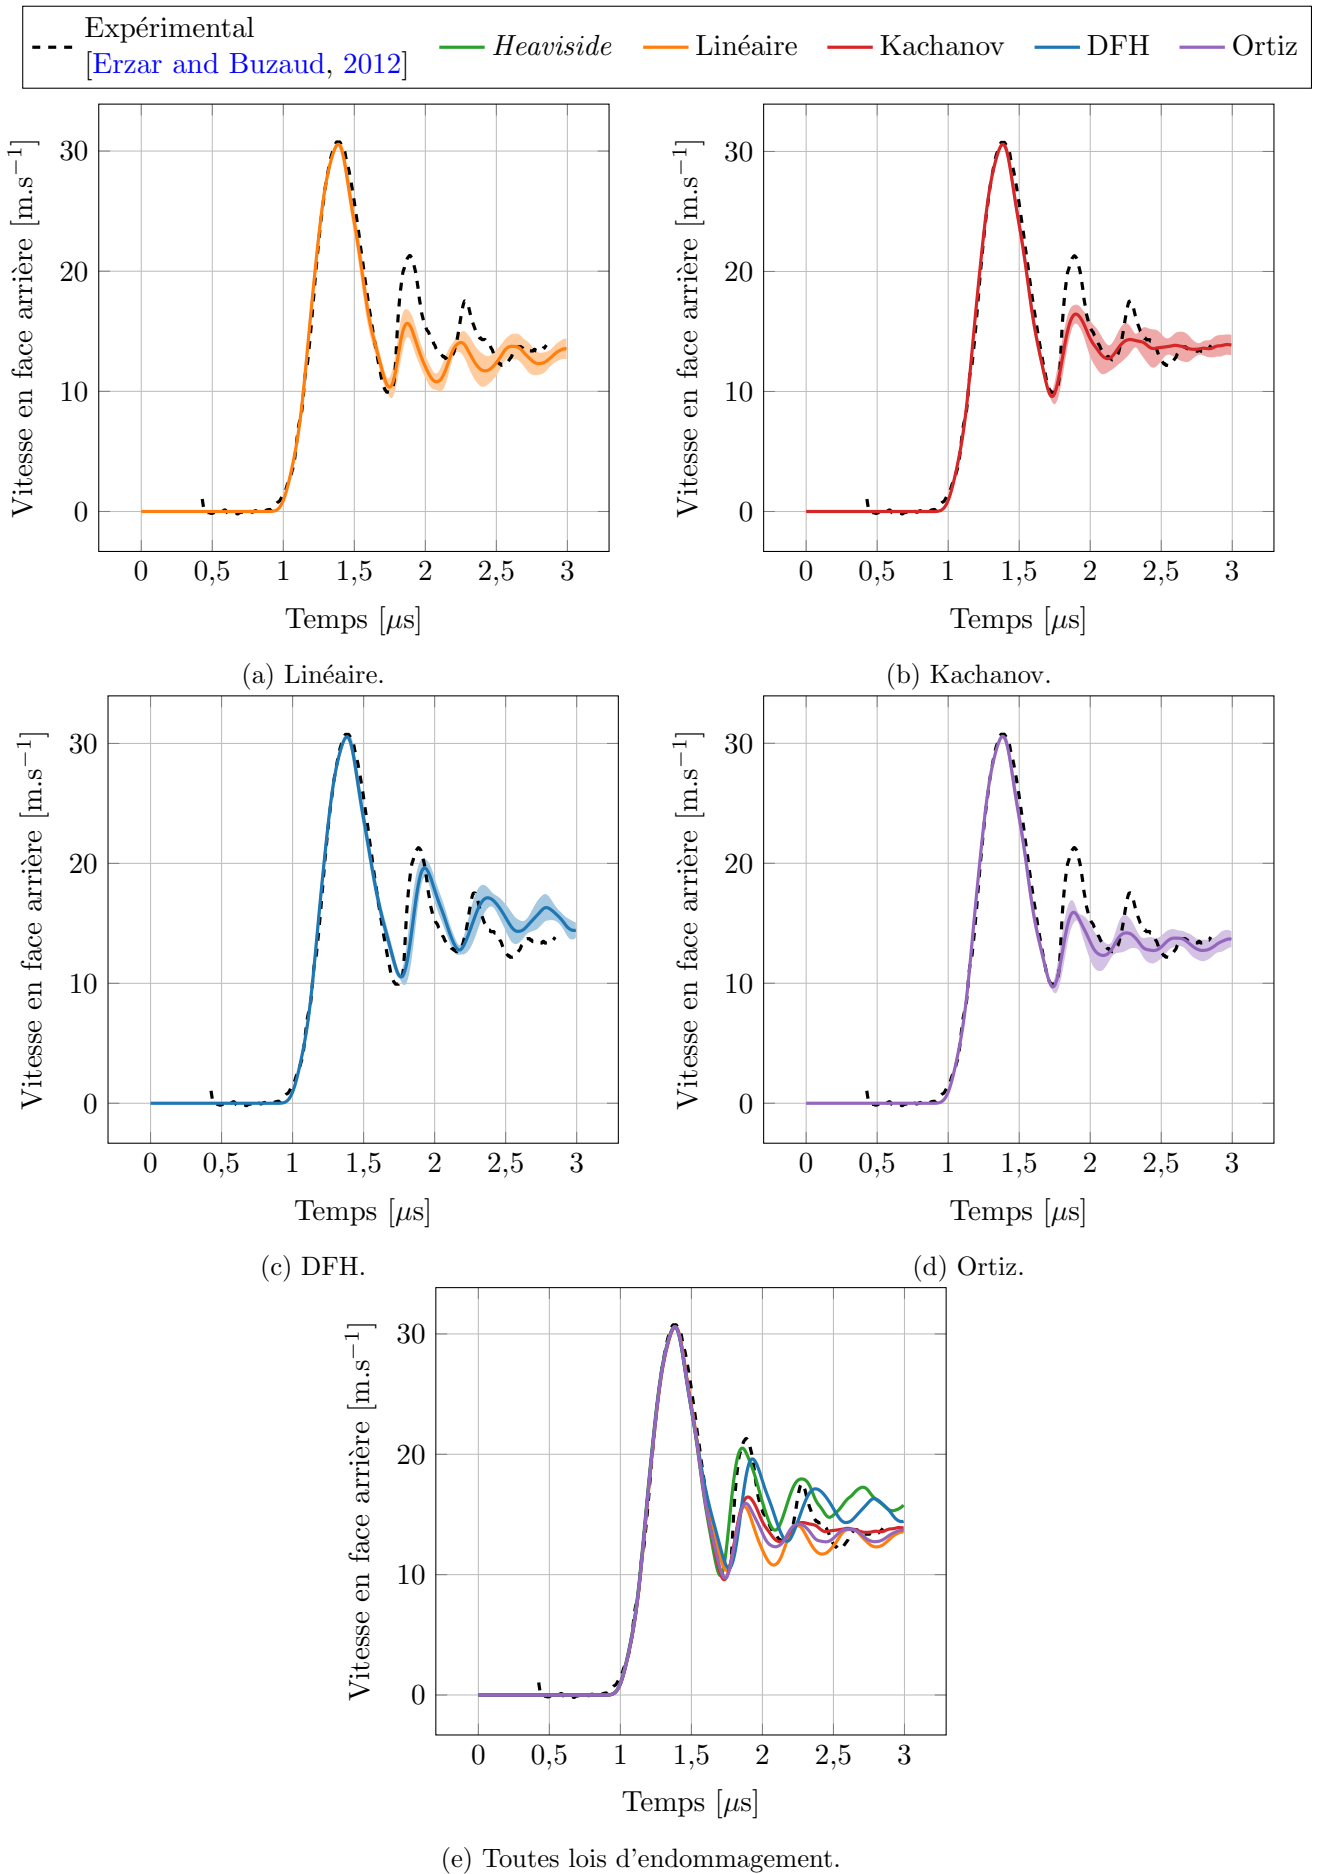 Expérimental
[Erzar and Buzaud, 2012]
Heaviside
Linéaire
Kachanov
DFH
Ortiz
Vitesse en face arrière [m.s⁻¹]
30
20
10
0
0 0,5 1 1,5 2 2,5 3
Temps [μs]
(a) Linéaire.
Vitesse en face arrière [m.s⁻¹]
30
20
10
0
0 0,5 1 1,5 2 2,5 3
Temps [μs]
(b) Kachanov.
Vitesse en face arrière [m.s⁻¹]
30
20
10
0
0 0,5 1 1,5 2 2,5 3
Temps [μs]
(c) DFH.
Vitesse en face arrière [m.s⁻¹]
30
20
10
0
0 0,5 1 1,5 2 2,5 3
Temps [μs]
(d) Ortiz.
Vitesse en face arrière [m.s⁻¹]
30
20
10
0
0 0,5 1 1,5 2 2,5 3
Temps [μs]
(e) Toutes lois d'endommagement.